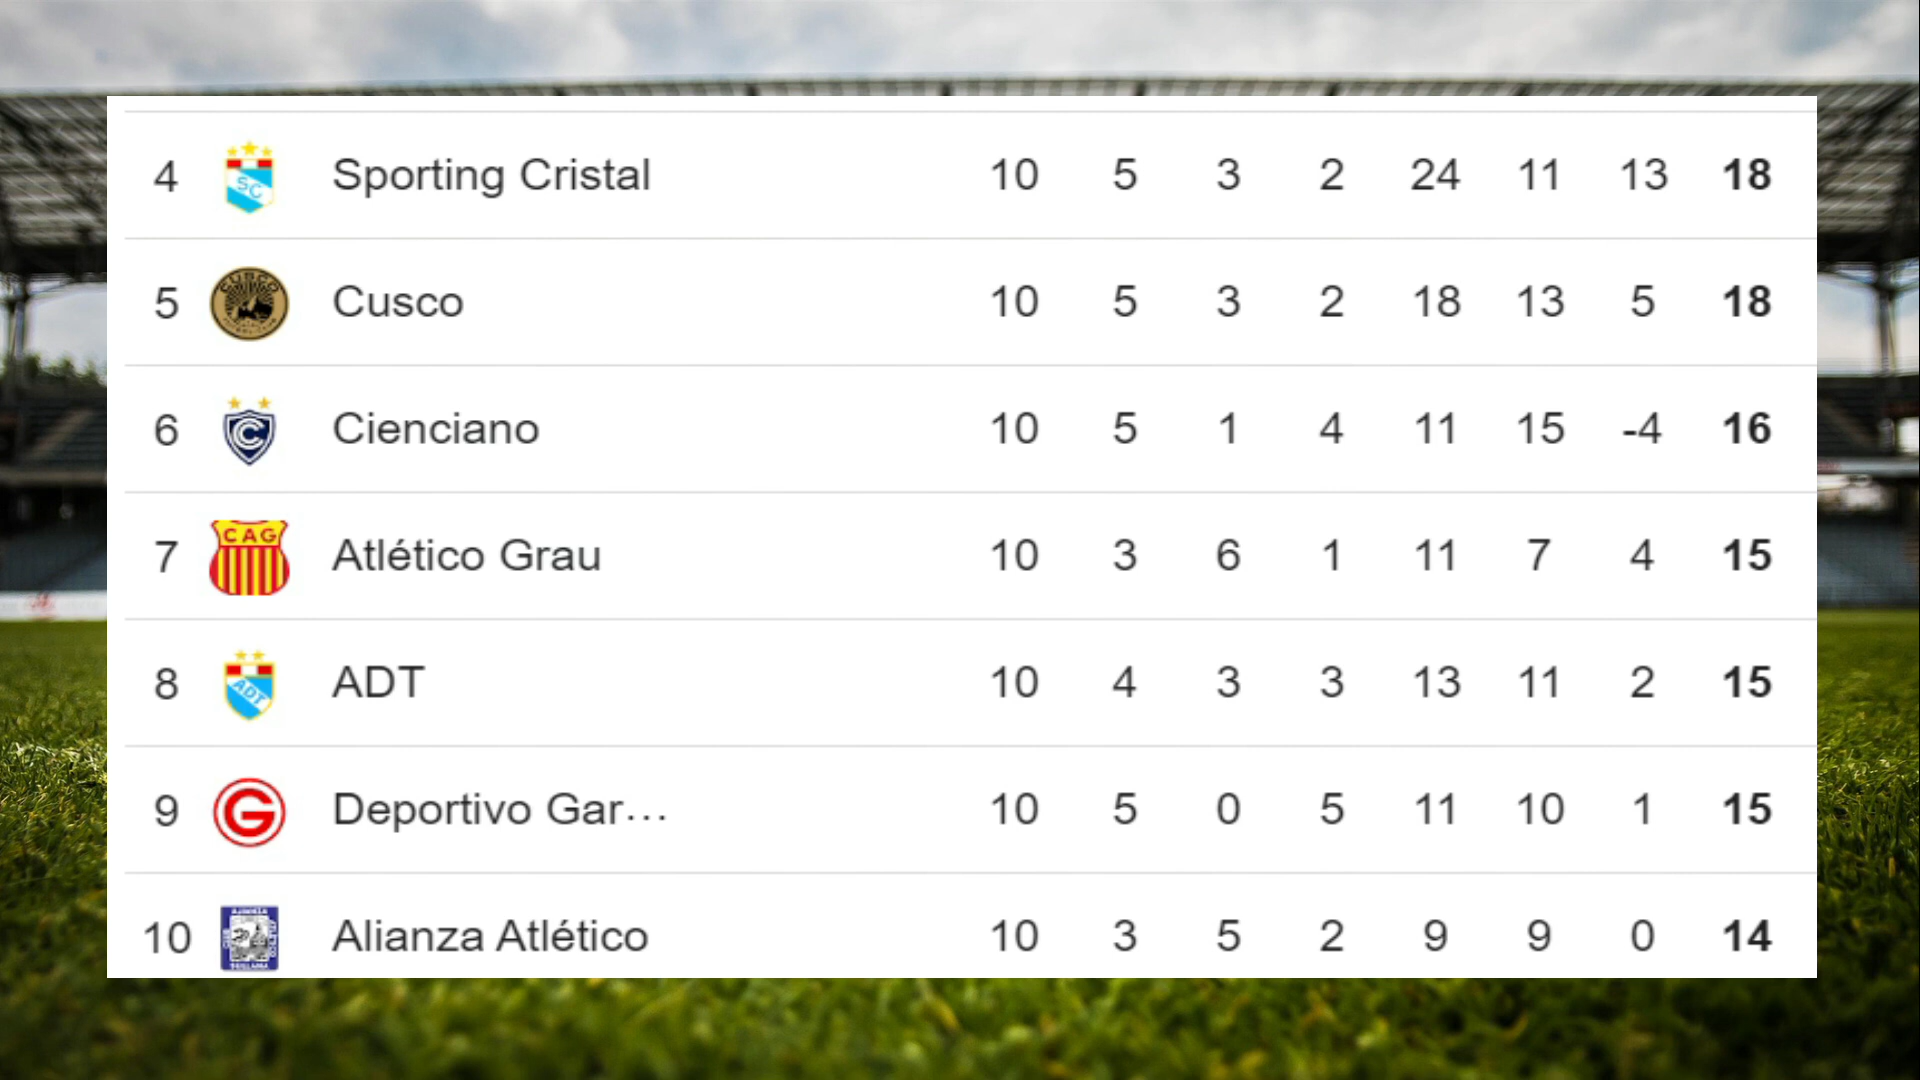 4 SC Sporting Cristal 10 5 3 2 24 11 13 18
5 CUSCO Cusco 10 5 3 2 18 13 5 18
6 C Cienciano 10 5 1 4 11 15 -4 16
7 CAG Atlético Grau 10 3 6 1 11 7 4 15
8 ADT ADT 10 4 3 3 13 11 2 15
9 G Deportivo Gar... 10 5 0 5 11 10 1 15
10 Alianza Atlético 10 3 5 2 9 9 0 14